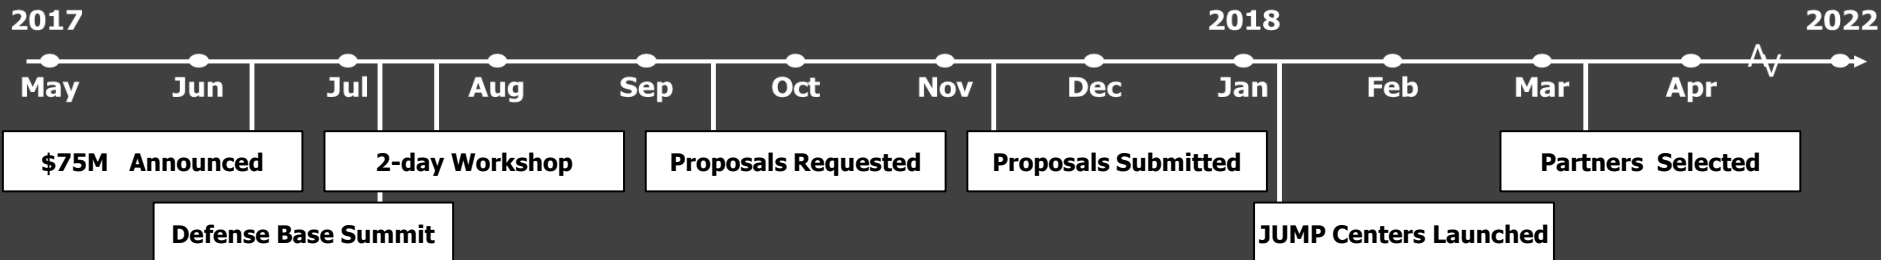 2017 2018 2022
May Jun Jul Aug Sep Oct Nov Dec Jan Feb Mar Apr
$75M Announced 2-day Workshop Proposals Requested Proposals Submitted Partners Selected
Defense Base Summit JUMP Centers Launched